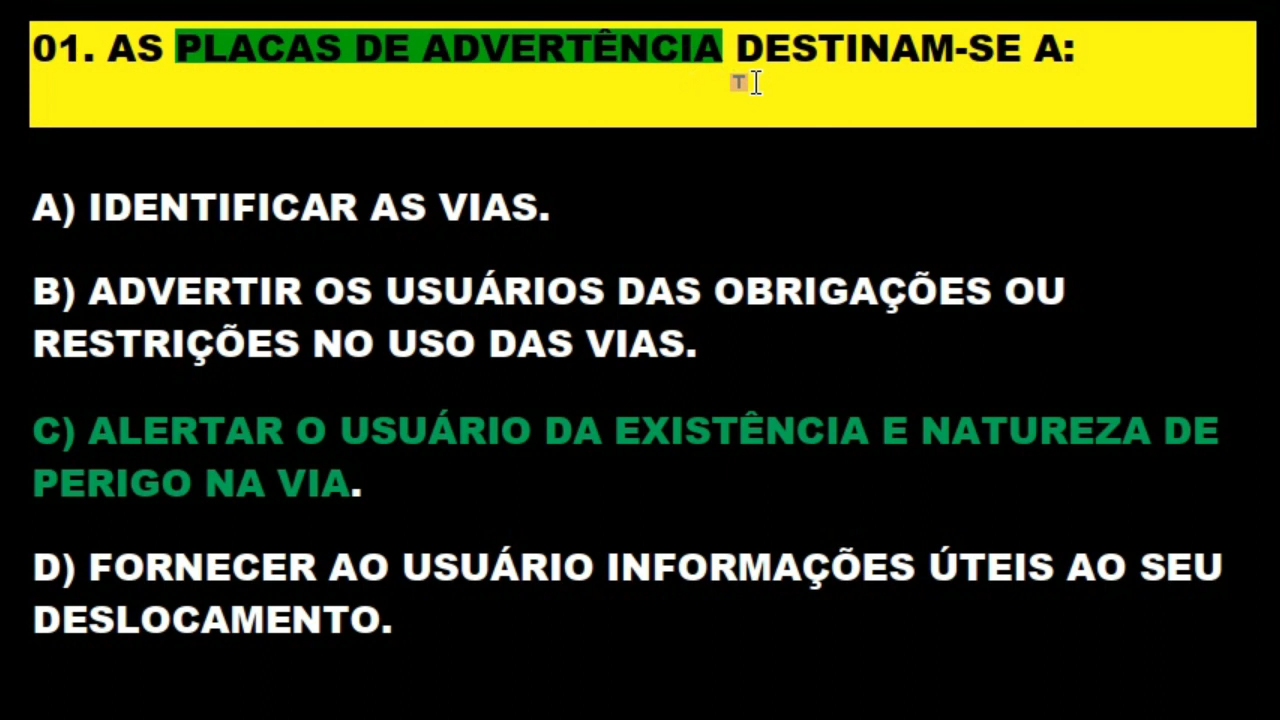 01. AS PLACAS DE ADVERTÊNCIA DESTINAM-SE A:
T
A) IDENTIFICAR AS VIAS.
B) ADVERTIR OS USUÁRIOS DAS OBRIGAÇÕES OU
RESTRIÇÕES NO USO DAS VIAS.
C) ALERTAR O USUÁRIO DA EXISTÊNCIA E NATUREZA DE
PERIGO NA VIA.
D) FORNECER AO USUÁRIO INFORMAÇÕES ÚTEIS AO SEU
DESLOCAMENTO.